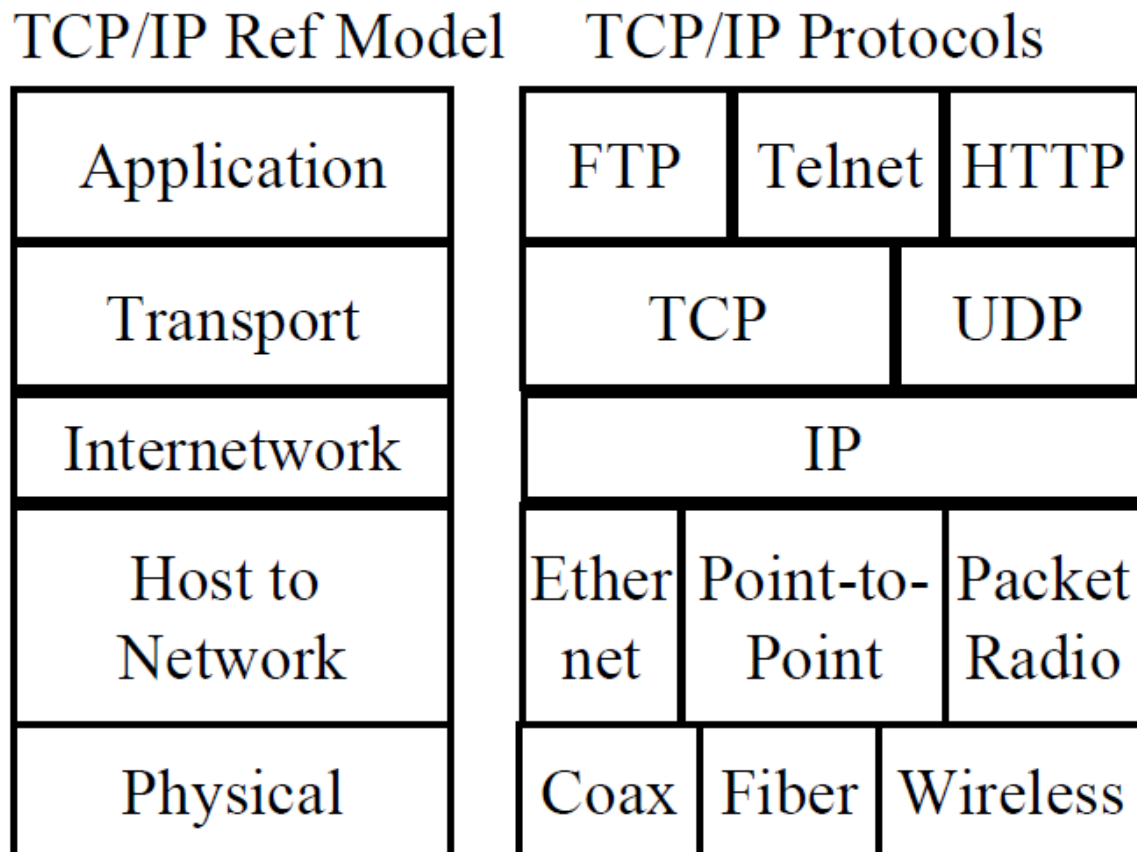 TCP/IP Ref Model
TCP/IP Protocols
Application
FTP
Telnet
HTTP
Transport
TCP
UDP
Internetwork
IP
Host to
Network
Ether
net
Point-to-
Point
Packet
Radio
Physical
Coax
Fiber
Wireless